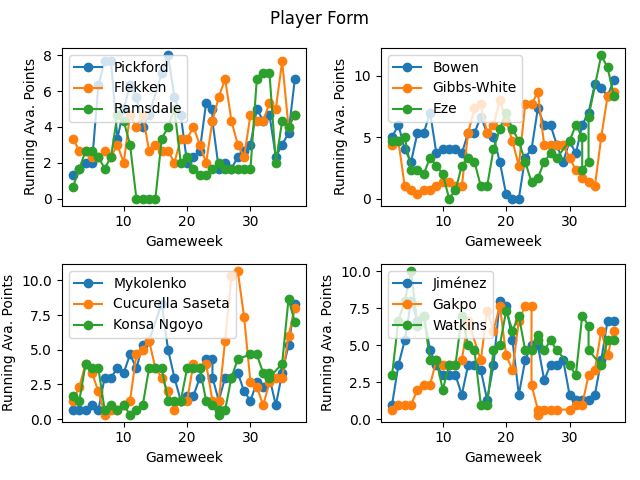 Player Form
Running Ava. Points
8
6
4
2
0
10
20
30
Gameweek
Pickford
Flekken
Ramsdale
Running Ava. Points
10
5
0
10
20
30
Gameweek
Bowen
Gibbs-White
Eze
Running Ava. Points
10.0
7.5
5.0
2.5
0.0
10
20
30
Gameweek
Mykolenko
Cucurella Saseta
Konsa Ngoyo
Running Ava. Points
10.0
7.5
5.0
2.5
0.0
10
20
30
Gameweek
Jiménez
Gakpo
Watkins